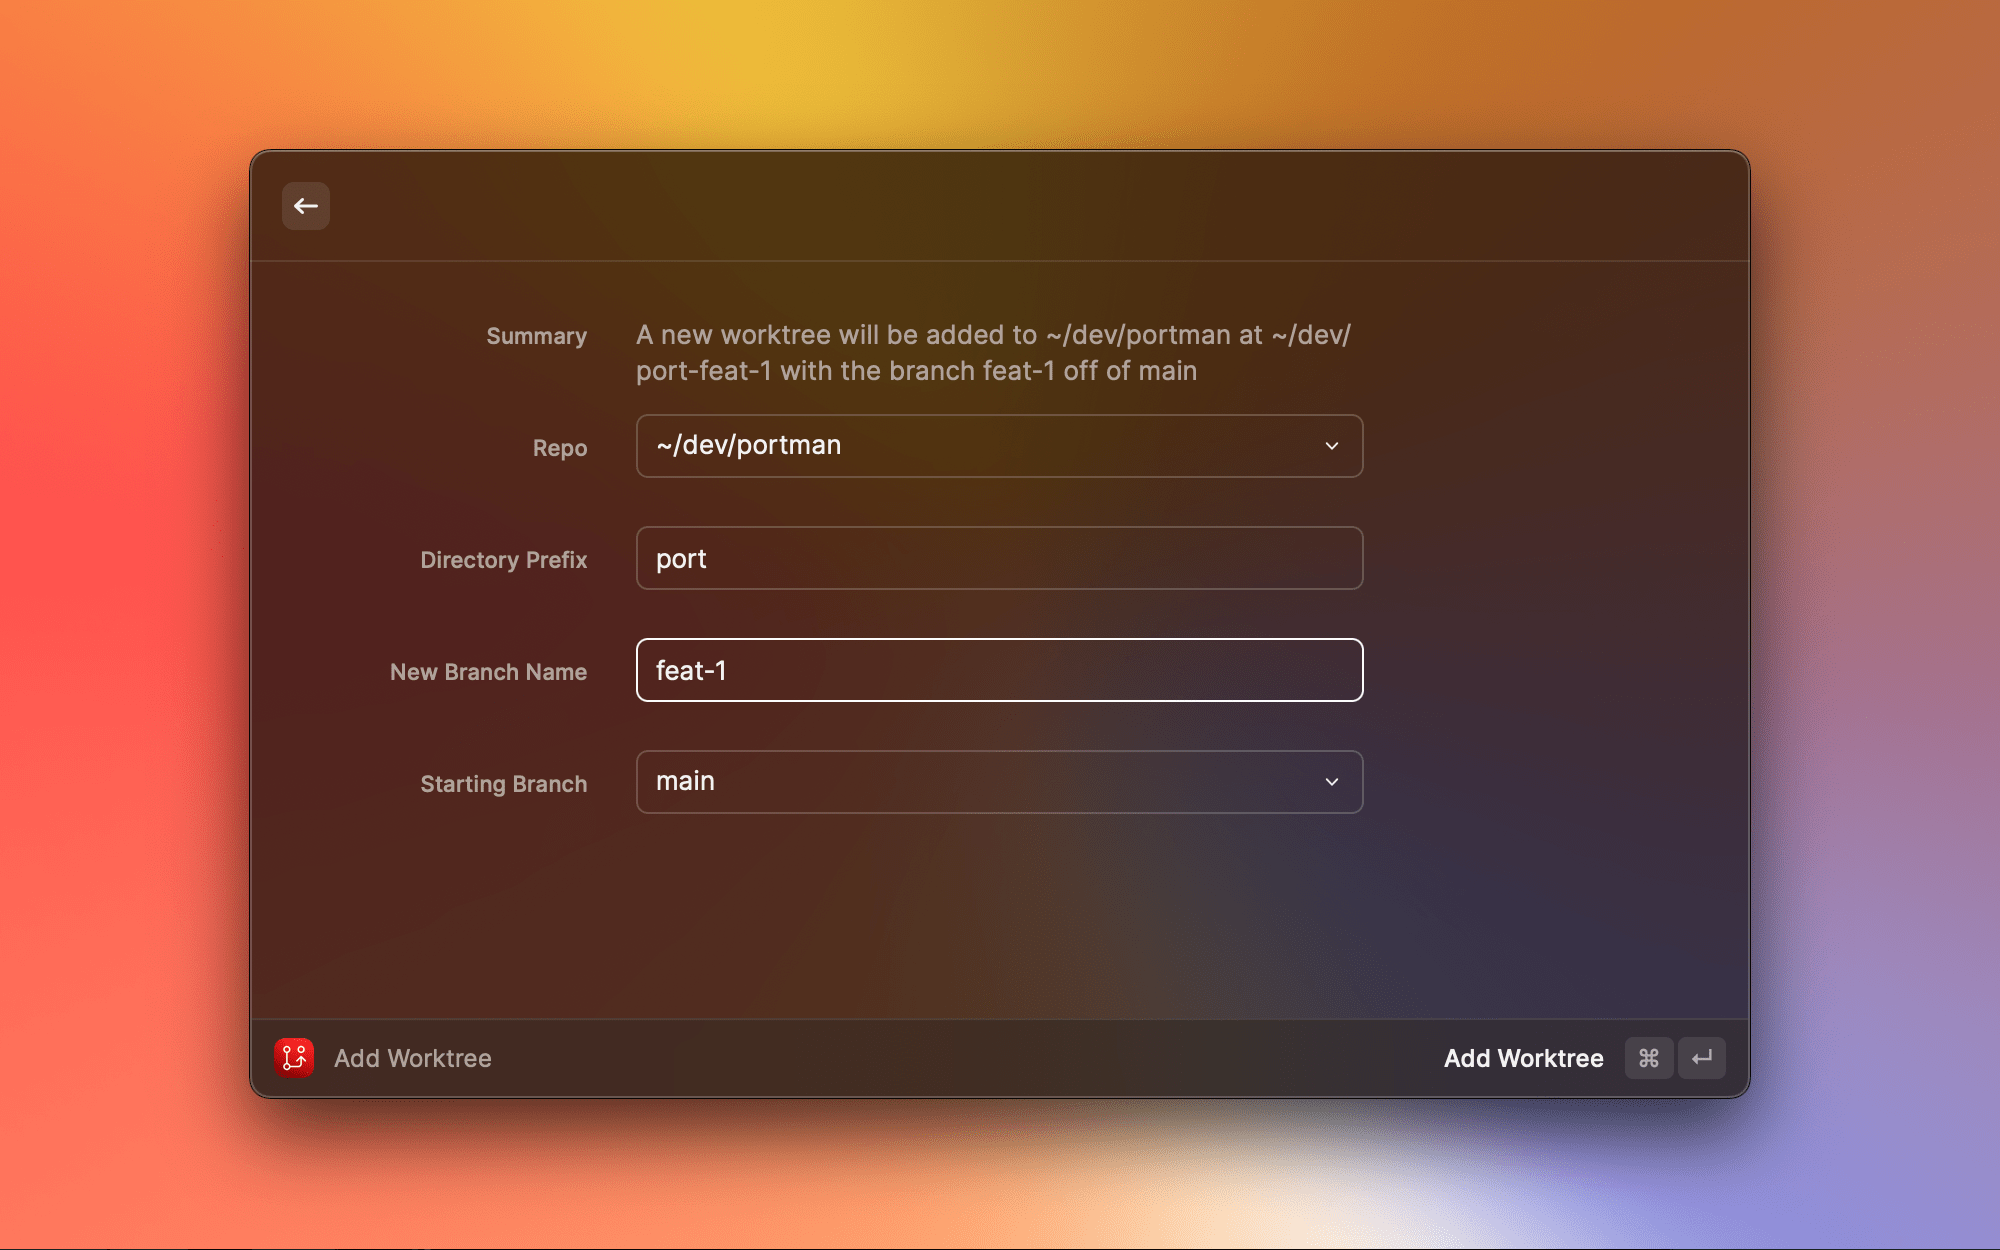 Summary
A new worktree will be added to ~/dev/portman at ~/dev/
port-feat-1 with the branch feat-1 off of main
Repo
~/dev/portman
Directory Prefix
port
New Branch Name
feat-1
Starting Branch
main
Add Worktree
Add Worktree ⌘ ↵